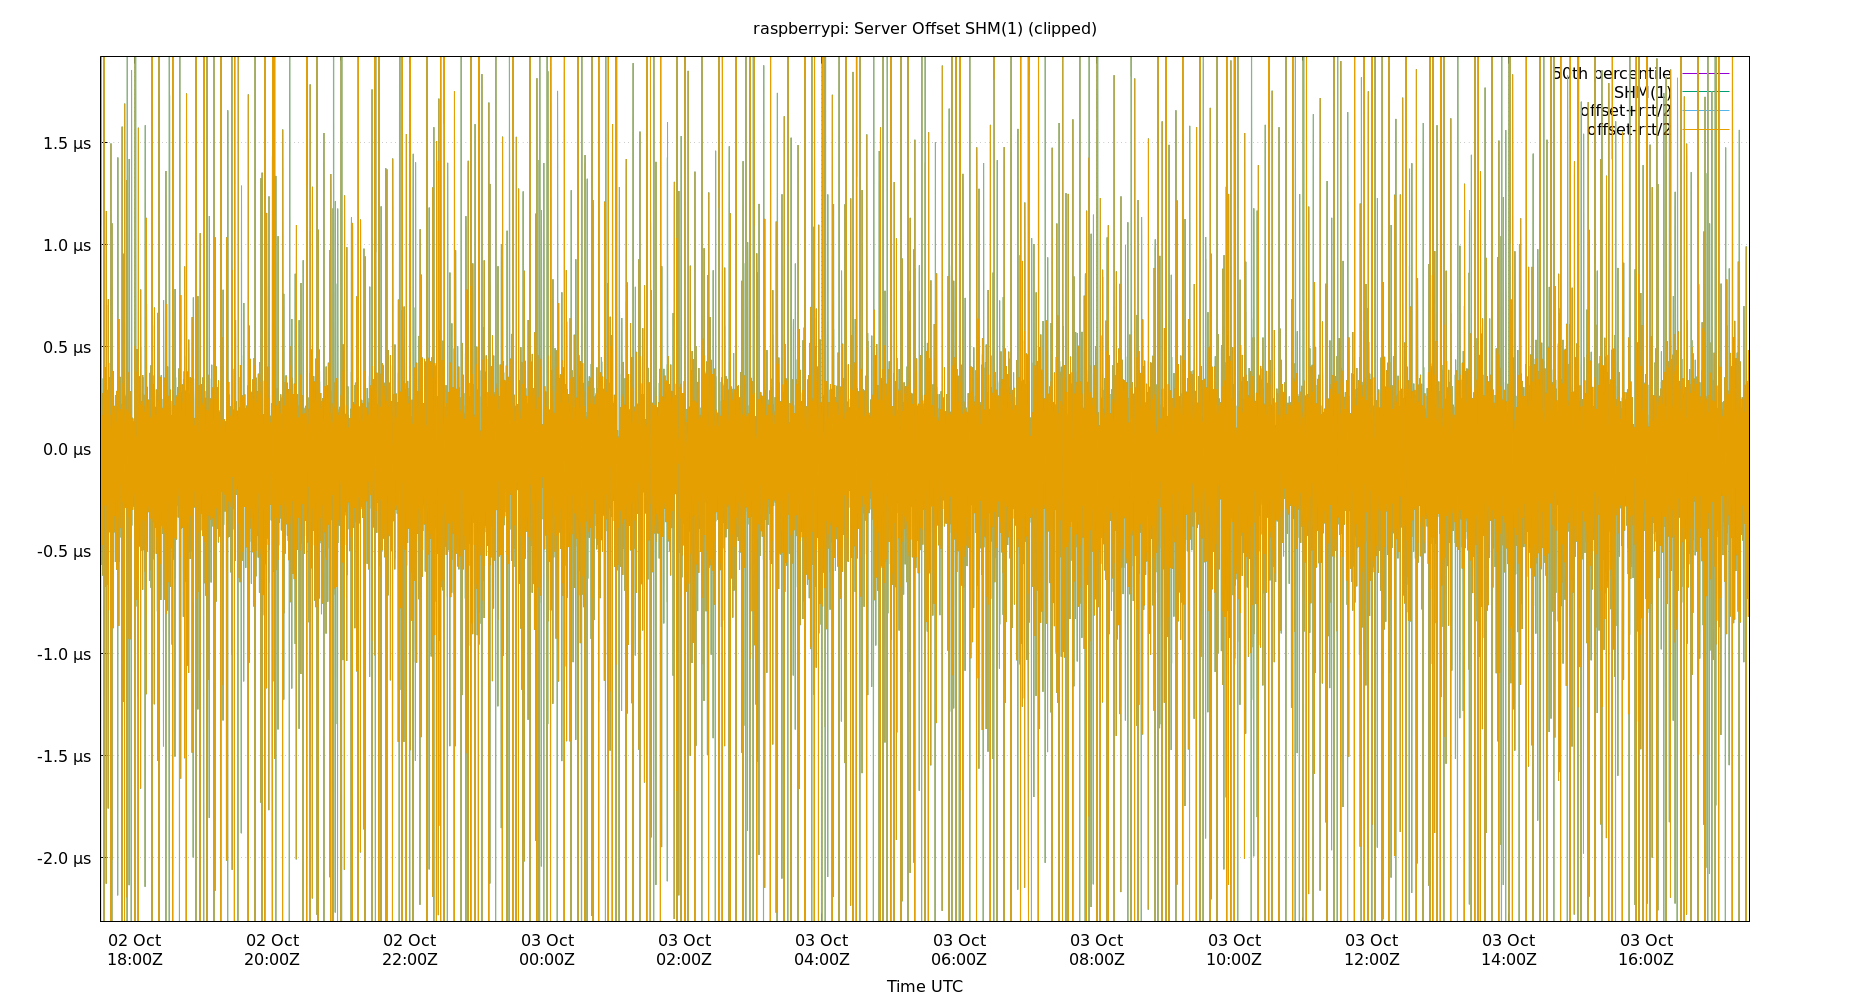 raspberrypi: Server Offset SHM(1) (clipped)
50th percentile
SHM(1)
offset+rtt/2
offset-rtt/2
1.5 µs
1.0 µs
0.5 µs
0.0 µs
-0.5 µs
-1.0 µs
-1.5 µs
-2.0 µs
02 Oct 02 Oct 02 Oct 03 Oct 03 Oct 03 Oct 03 Oct 03 Oct 03 Oct 03 Oct 03 Oct 03 Oct
18:00Z 20:00Z 22:00Z 00:00Z 02:00Z 04:00Z 06:00Z 08:00Z 10:00Z 12:00Z 14:00Z 16:00Z
Time UTC